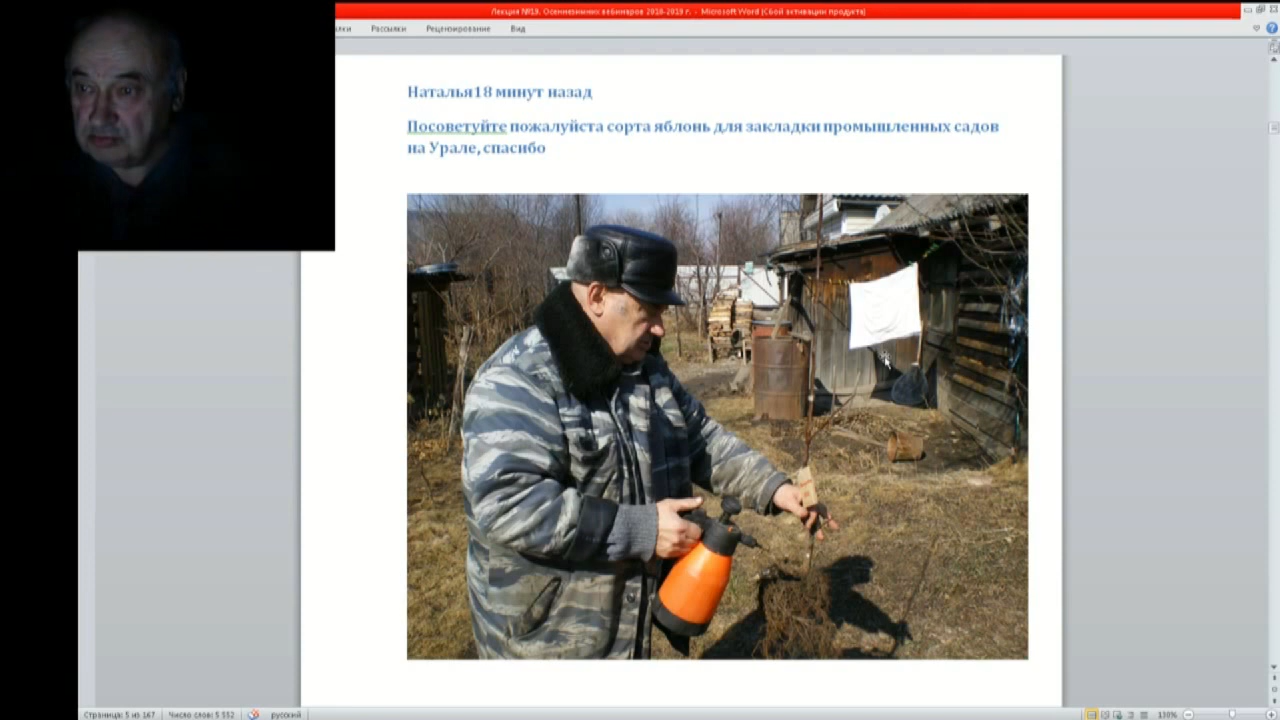 Лекция №19. Осеннезимних вебинаров 2018-2019 г. - Microsoft Word (Сбой активации продукта)
Рассылки Рецензирование Вид
Наталья18 минут назад
Посоветуйте пожалуйста сорта яблонь для закладки промышленных садов
на Урале, спасибо
Страница: 5 из 167 Число слов: 5 552 русский 130%